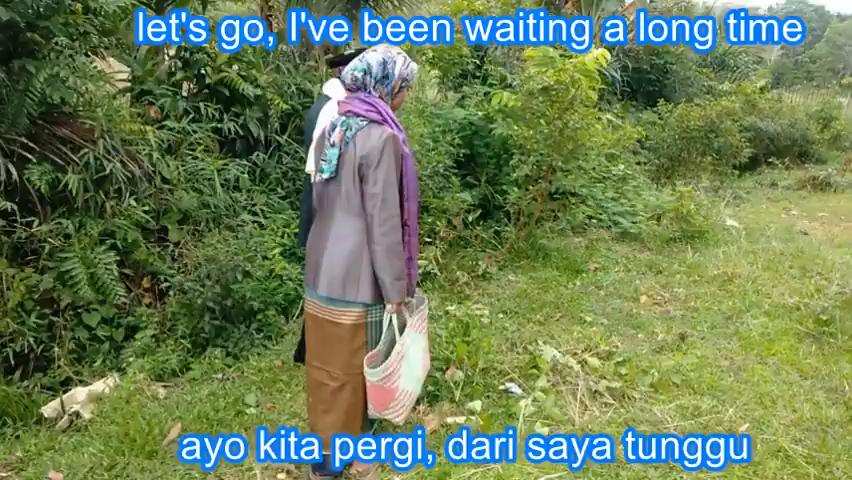 let's go, I've been waiting a long time
ayo kita pergi, dari saya tunggu